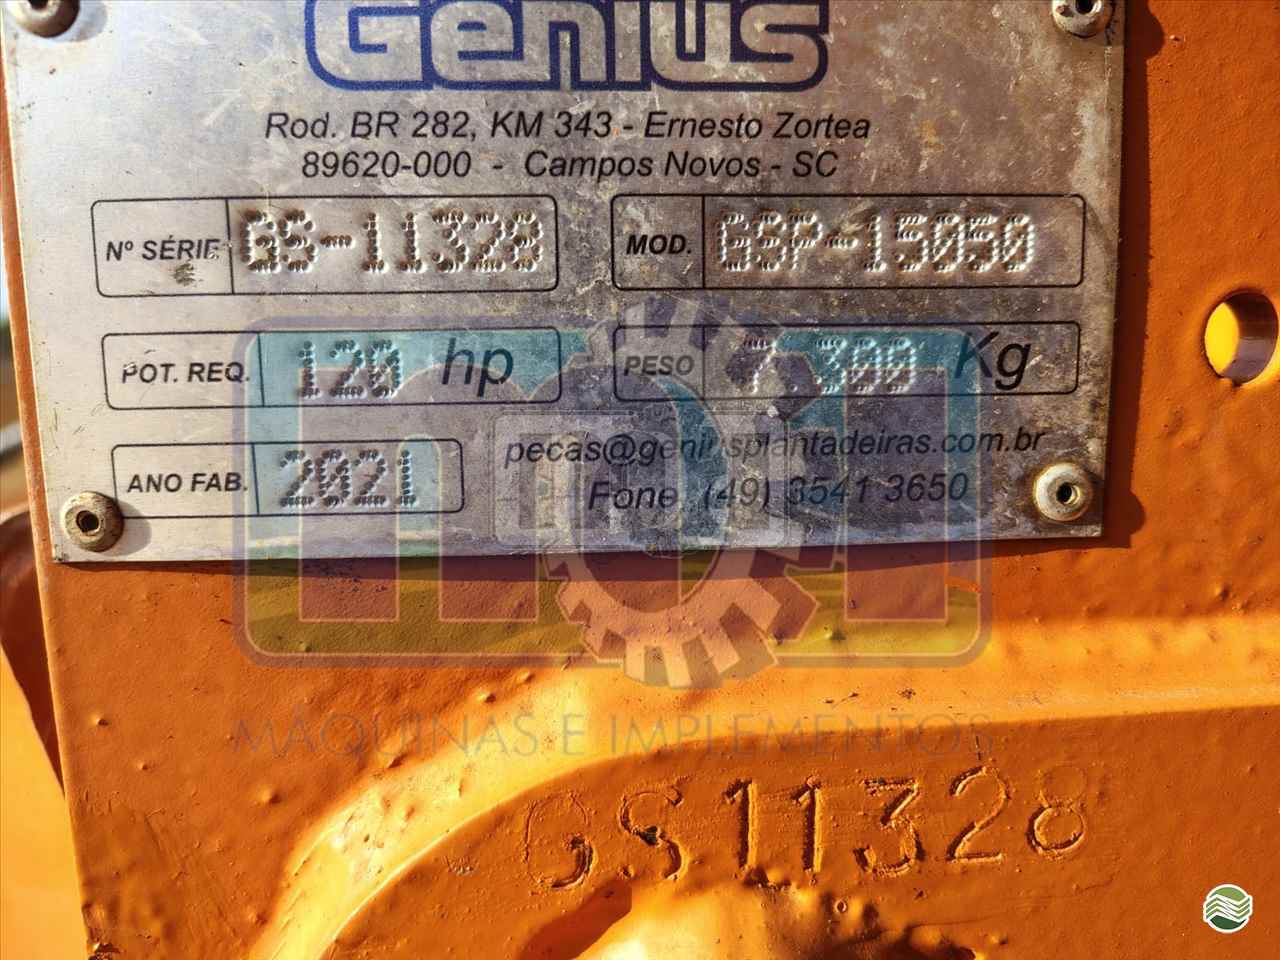 Genius
Rod. BR 282, KM 343 - Ernesto Zortea
89620-000 - Campos Novos - SC
Nº SÉRIE GS-11328 MOD. GSP-15050
POT. REQ. 120 hp PESO 7 300 Kg
ANO FAB. 2021
pecas@geniusplantadeiras.com.br
Fone (49) 3541 3650
MÁQUINAS E IMPLEMENTOS
GS11328